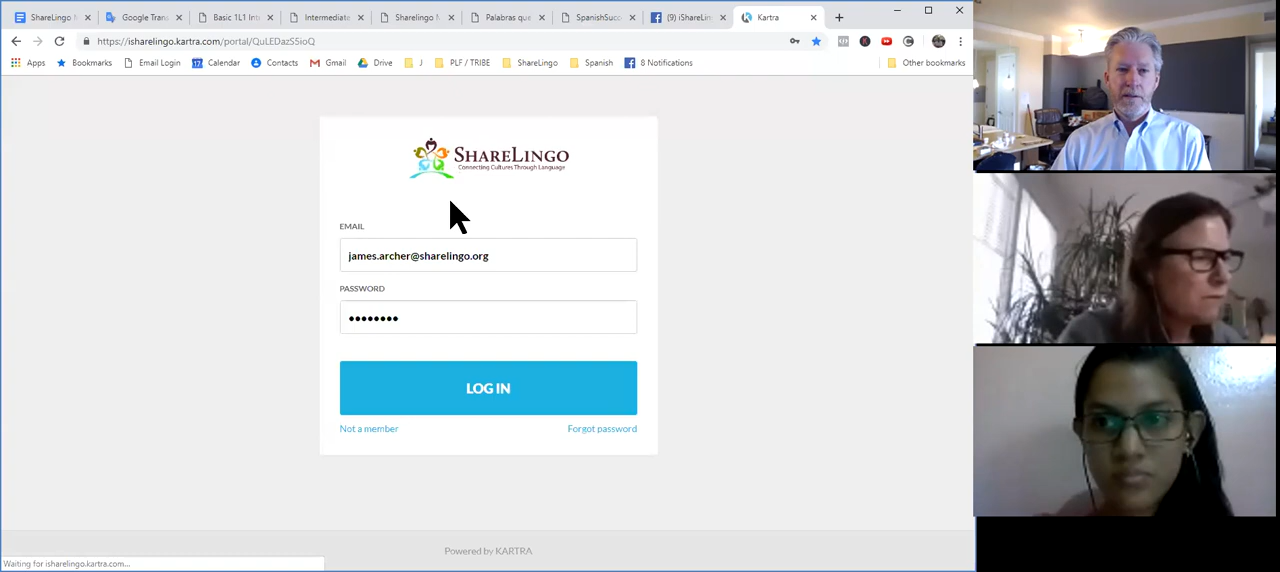 ShareLingo M
Google Trans
Basic 1L1 Int
Intermediate
Sharelingo M
Palabras que
SpanishSucc
(9) iShareLin
Kartra
https://isharelingo.kartra.com/portal/QuLEDazS5ioQ
Apps
Bookmarks
Email Login
17
Calendar
Contacts
Gmail
Drive
J
PLF / TRIBE
ShareLingo
Spanish
8 Notifications
Other bookmarks
SHARELINGO
Connecting Cultures Through Language
EMAIL
james.archer@sharelingo.org
PASSWORD
LOG IN
Not a member
Forgot password
Powered by KARTRA
Waiting for isharelingo.kartra.com...